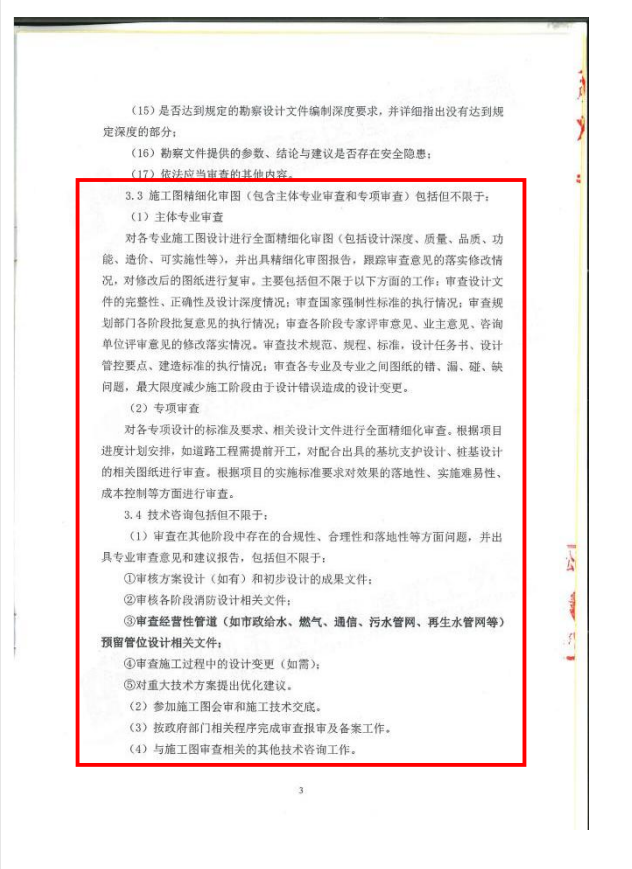 （15）是否达到规定的勘察设计文件编制深度要求，并详细指出没有达到规
定深度的部分；
（16）勘察文件提供的参数、结论与建议是否存在安全隐患；
（17）依法应当审查的其他内容。
3.3 施工图精细化审图（包含主体专业审查和专项审查）包括但不限于：
（1）主体专业审查
对各专业施工图设计进行全面精细化审图（包括设计深度、质量、品质、功
能、造价、可实施性等），并出具精细化审图报告，跟踪审查意见的落实修改情
况，对修改后的图纸进行复审。主要包括但不限于以下方面的工作：审查设计文
件的完整性、正确性及设计深度情况；审查国家强制性标准的执行情况；审查规
划部门各阶段批复意见的执行情况；审查各阶段专家评审意见、业主意见、咨询
单位评审意见的修改落实情况。审查技术规范、规程、标准、设计任务书、设计
管控要点、建造标准的执行情况；审查各专业及专业之间图纸的错、漏、碰、缺
问题，最大限度减少施工阶段由于设计错误造成的设计变更。
（2）专项审查
对各专项设计的标准及要求、相关设计文件进行全面精细化审查。根据项目
进度计划安排，如道路工程需提前开工，对配合出具的基坑支护设计、桩基设计
的相关图纸进行审查。根据项目的实施标准要求对效果的落地性、实施难易性、
成本控制等方面进行审查。
3.4 技术咨询包括但不限于：
（1）审查在其他阶段中存在的合规性、合理性和落地性等方面问题，并出
具专业审查意见和建议报告，包括但不限于：
①审核方案设计（如有）和初步设计的成果文件；
②审核各阶段消防设计相关文件；
③审查经营性管道（如市政给水、燃气、通信、污水管网、再生水管网等）
预留管位设计相关文件；
④审查施工过程中的设计变更（如需）；
⑤对重大技术方案提出优化建议。
（2）参加施工图会审和施工技术交底。
（3）按政府部门相关程序完成审查报审及备案工作。
（4）与施工图审查相关的其他技术咨询工作。
3